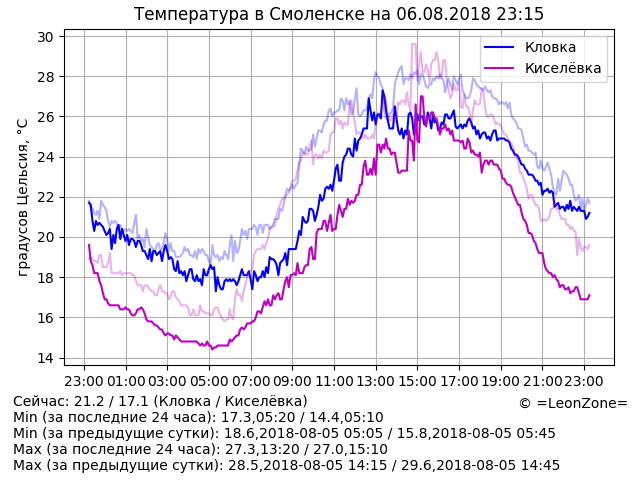 Температура в Смоленске на 06.08.2018 23:15
30
28
26
24
22
20
18
16
14
градусов Цельсия, °C
Кловка
Киселёвка
23:00 01:00 03:00 05:00 07:00 09:00 11:00 13:00 15:00 17:00 19:00 21:00 23:00
Сейчас: 21.2 / 17.1 (Кловка / Киселёвка)
© =LeonZone=
Min (за последние 24 часа): 17.3,05:20 / 14.4,05:10
Min (за предыдущие сутки): 18.6,2018-08-05 05:05 / 15.8,2018-08-05 05:45
Max (за последние 24 часа): 27.3,13:20 / 27.0,15:10
Max (за предыдущие сутки): 28.5,2018-08-05 14:15 / 29.6,2018-08-05 14:45